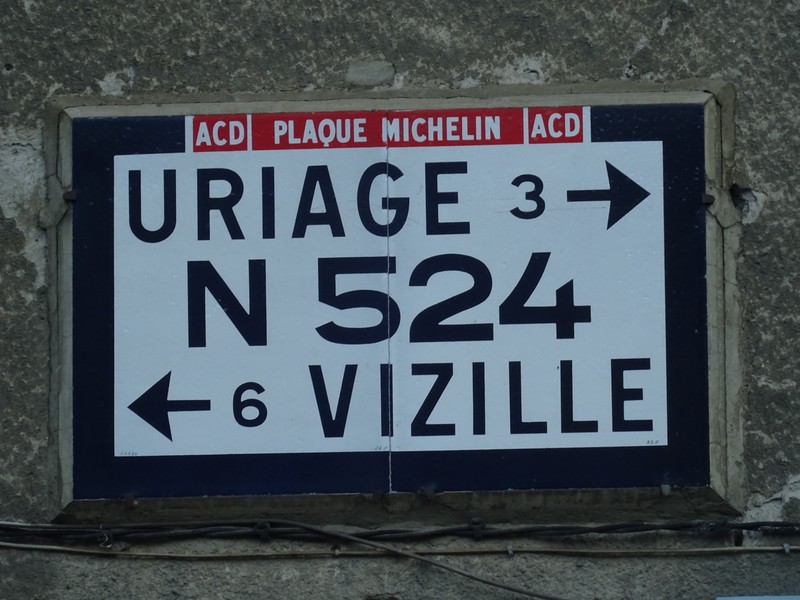 ACD PLAQUE MICHELIN ACD
URIAGE 3 →
N 524
← 6 VIZILLE